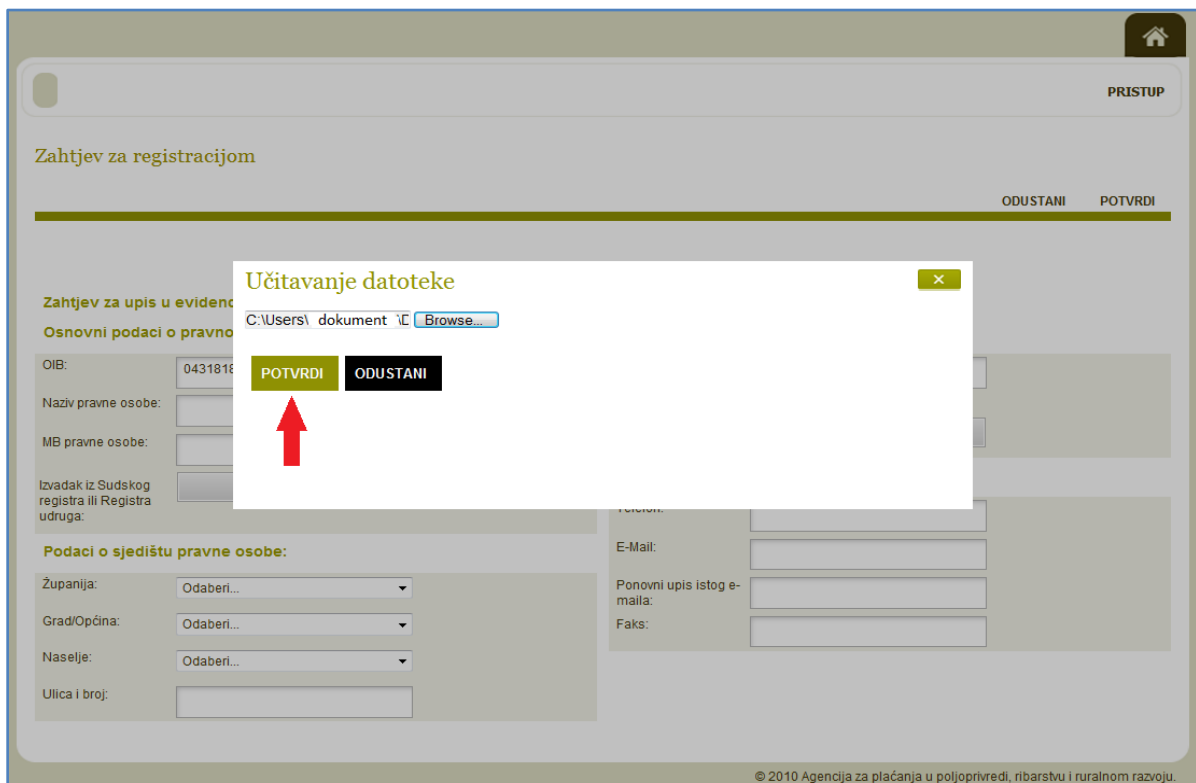 PRISTUP
Zahtjev za registracijom
ODUSTANI POTVRDI
Učitavanje datoteke
C:\Users\ dokument \D Browse...
POTVRDI ODUSTANI
Zahtjev za upis u evidenc
Osnovni podaci o pravno
OIB: 0431818
Naziv pravne osobe:
MB pravne osobe:
Izvadak iz Sudskog
registra ili Registra
udruga:
Podaci o sjedištu pravne osobe:
Županija: Odaberi...
Grad/Općina: Odaberi...
Naselje: Odaberi...
Ulica i broj:
Telefon:
E-Mail:
Ponovni upis istog e-
maila:
Faks:
© 2010 Agencija za plaćanja u poljoprivredi, ribarstvu i ruralnom razvoju.